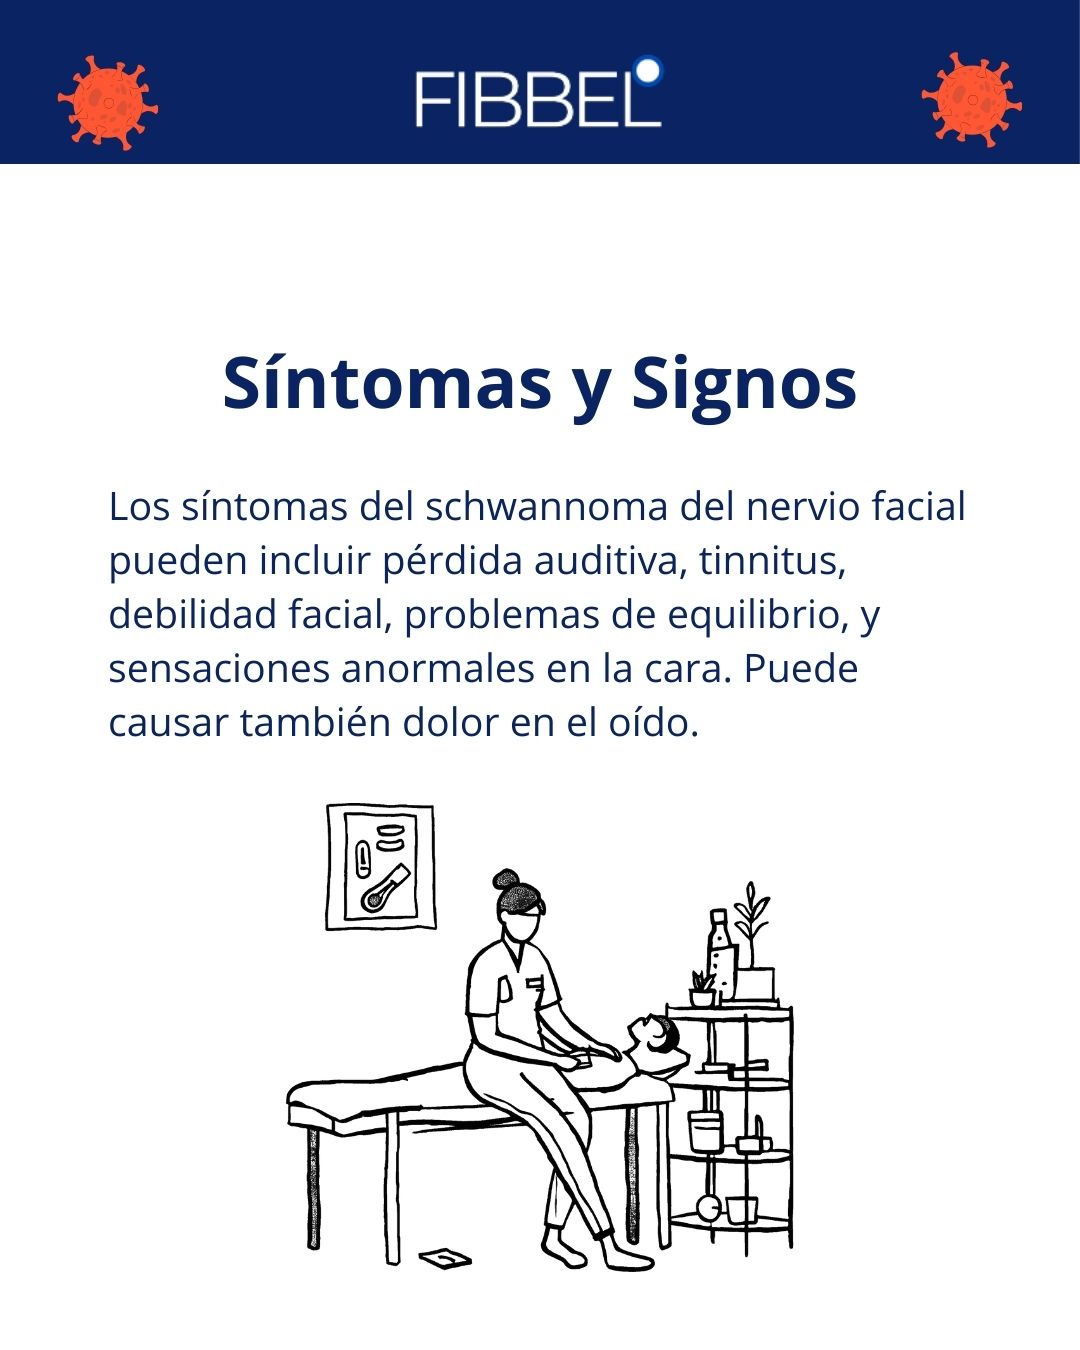 FIBBEL
Síntomas y Signos
Los síntomas del schwannoma del nervio facial
pueden incluir pérdida auditiva, tinnitus,
debilidad facial, problemas de equilibrio, y
sensaciones anormales en la cara. Puede
causar también dolor en el oído.